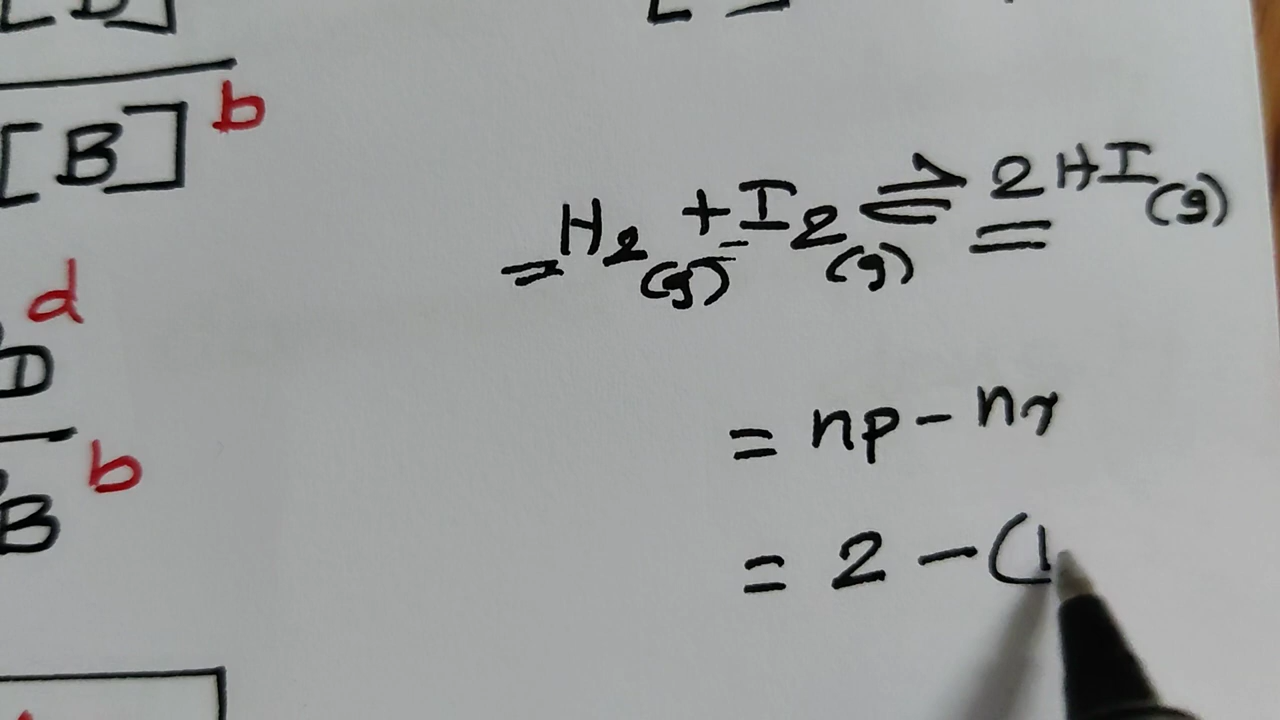 [D]
[B]^b
H2(g) + I2(g) ⇌ 2HI(g)
d
D
b
B
= np - nr
= 2 - (1